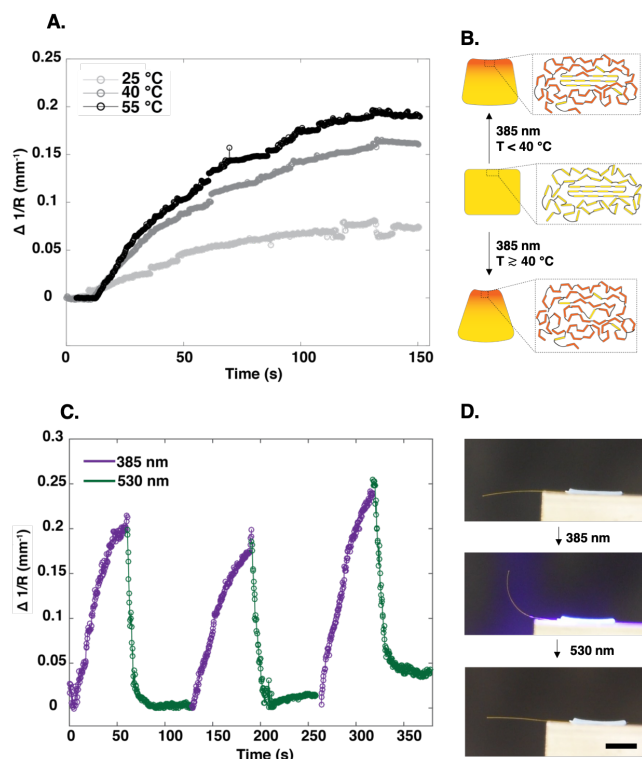 A.
Δ 1/R (mm⁻¹)
0.25
0.2
0.15
0.1
0.05
0
25 °C
40 °C
55 °C
0
50
100
150
Time (s)
B.
385 nm
T < 40 °C
385 nm
T ≳ 40 °C
C.
Δ 1/R (mm⁻¹)
0.3
0.25
0.2
0.15
0.1
0.05
0
385 nm
530 nm
0
50
100
150
200
250
300
350
Time (s)
D.
385 nm
530 nm